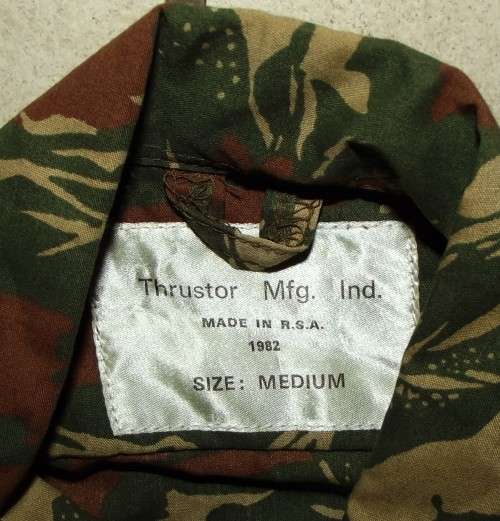 Thrustor Mfg. Ind.
MADE IN R.S.A.
1982
SIZE: MEDIUM